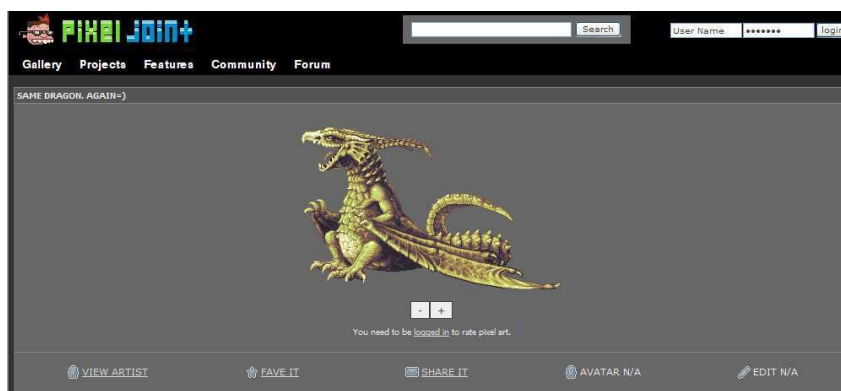 PIXEL JOINT
Search
User Name
login
Gallery Projects Features Community Forum
SAME DRAGON. AGAIN=)
- +
You need to be logged in to rate pixel art.
VIEW ARTIST FAVE IT SHARE IT AVATAR N/A EDIT N/A